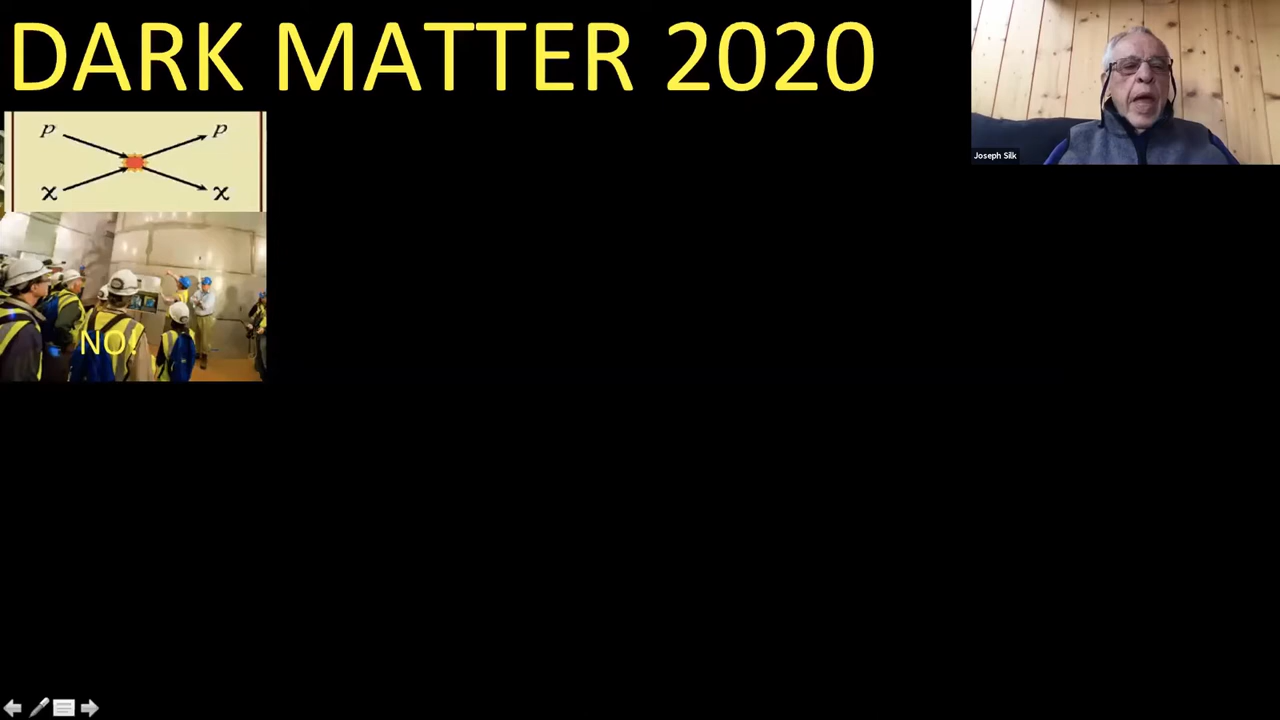 DARK MATTER 2020
p p
χ χ
NO!
Joseph Silk